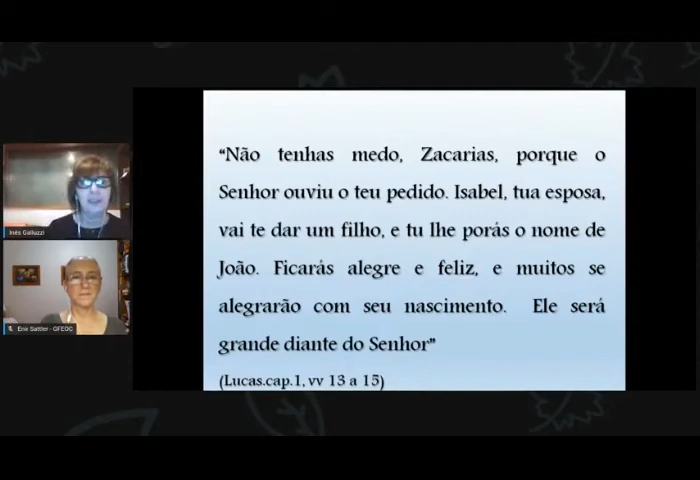 “Não tenhas medo, Zacarias, porque o
Senhor ouviu o teu pedido. Isabel, tua esposa,
vai te dar um filho, e tu lhe porás o nome de
João. Ficarás alegre e feliz, e muitos se
alegrarão com seu nascimento. Ele será
grande diante do Senhor”
(Lucas.cap.1, vv 13 a 15)
Inês Galluzzi
Enir Sattler - GFEOC